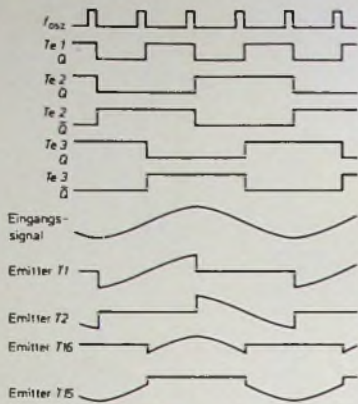 fosz
Te 1
Q
Te 2
Q
Te 2
Q̄
Te 3
Q
Te 3
Q̄
Eingangs-
signal
Emitter T1
Emitter T2
Emitter T16
Emitter T15